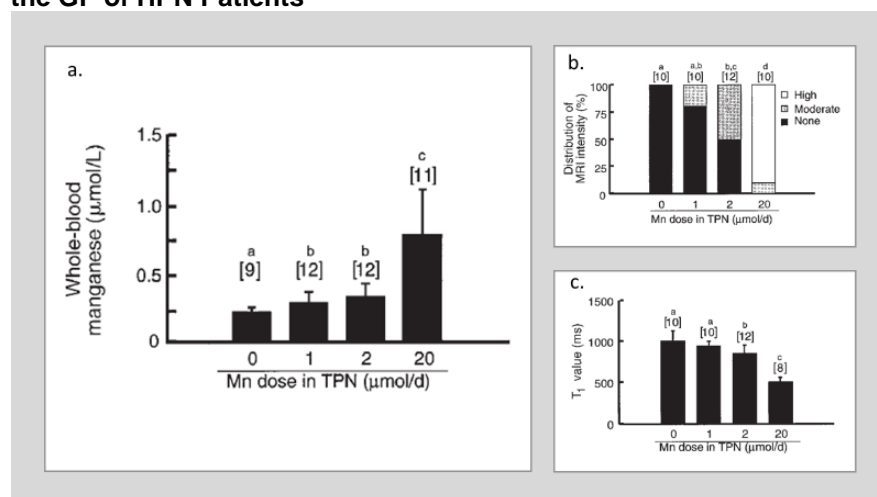 the GP of HPN Patients
a.
1.5
1.0
0.5
0
Whole-blood
manganese (μmol/L)
a
[9]
b
[12]
b
[12]
c
[11]
0 1 2 20
Mn dose in TPN (μmol/d)
b.
100
75
50
25
0
Distribution of
MRI intensity (%)
a a,b b,c d
[10] [10] [12] [10]
High
Moderate
None
0 1 2 20
Mn dose in TPN (μmol/d)
c.
1500
1000
500
0
T1 value (ms)
a
[10]
a
[10]
b
[12]
c
[8]
0 1 2 20
Mn dose in TPN (μmol/d)